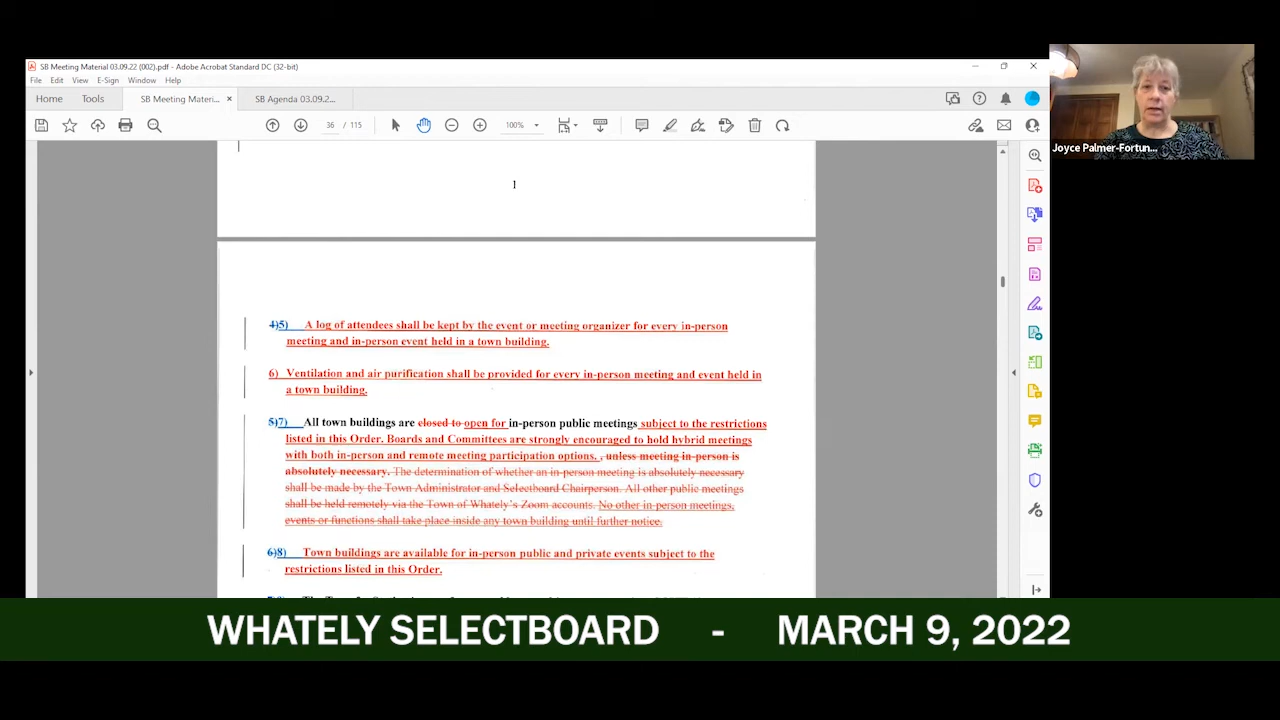 SB Meeting Material 03.09.22 (002).pdf - Adobe Acrobat Standard DC (32-bit)
File Edit View E-Sign Window Help
Home Tools SB Meeting Materi... × SB Agenda 03.09.2...
36 / 115 100%
Joyce Palmer-Fortun...
4)5) A log of attendees shall be kept by the event or meeting organizer for every in-person
meeting and in-person event held in a town building.
6) Ventilation and air purification shall be provided for every in-person meeting and event held in
a town building.
5)7) All town buildings are closed to open for in-person public meetings subject to the restrictions
listed in this Order. Boards and Committees are strongly encouraged to hold hybrid meetings
with both in-person and remote meeting participation options. , unless meeting in-person is
absolutely necessary. The determination of whether an in-person meeting is absolutely necessary
shall be made by the Town Administrator and Selectboard Chairperson. All other public meetings
shall be held remotely via the Town of Whately's Zoom accounts. No other in-person meetings,
events or functions shall take place inside any town building until further notice.
6)8) Town buildings are available for in-person public and private events subject to the
restrictions listed in this Order.
WHATELY SELECTBOARD - MARCH 9, 2022